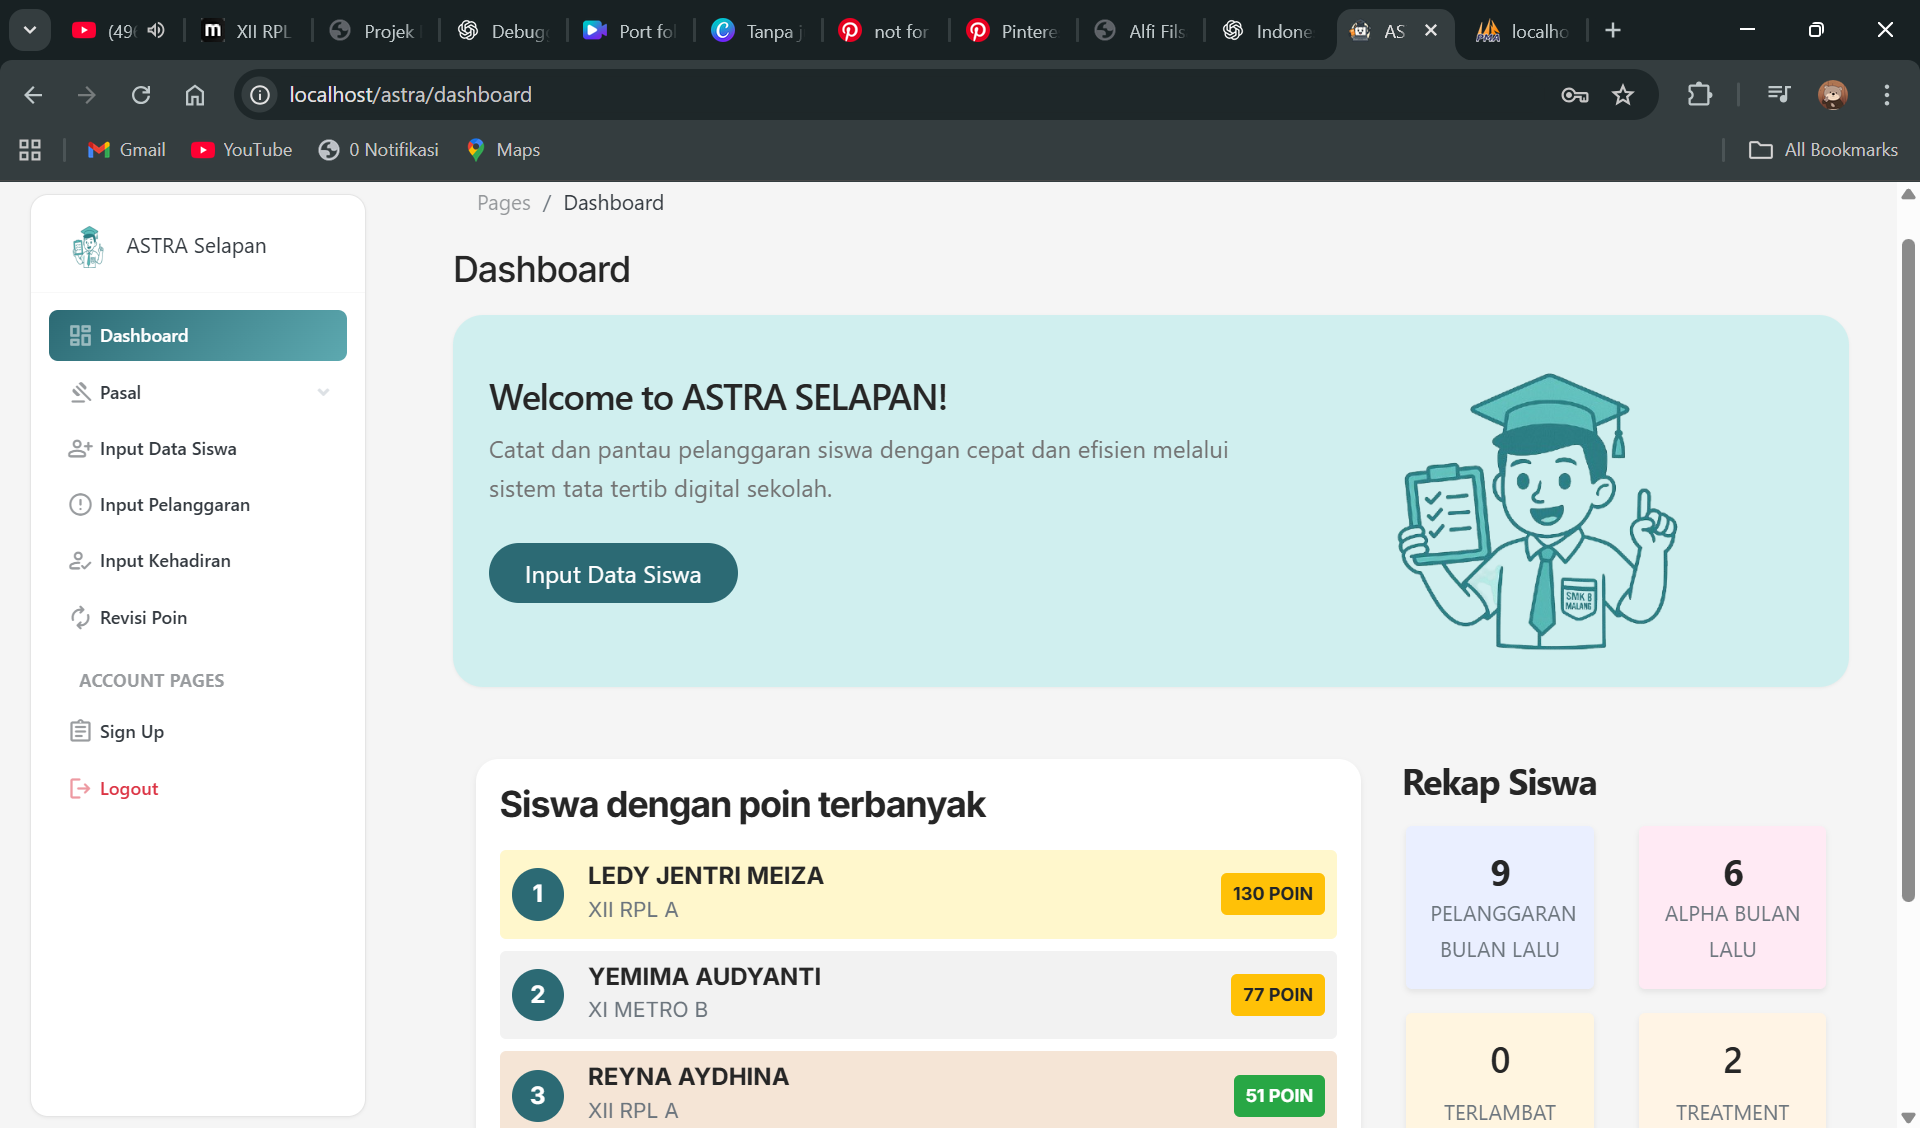 (49
XII RPL
Projek
Debug
Port fol
Tanpa j
not for
Pintere
Alfi Fils
Indone
AS
localho
localhost/astra/dashboard
Gmail
YouTube
0 Notifikasi
Maps
All Bookmarks
ASTRA Selapan
Dashboard
Pasal
Input Data Siswa
Input Pelanggaran
Input Kehadiran
Revisi Poin
ACCOUNT PAGES
Sign Up
Logout
Pages / Dashboard
Dashboard
Welcome to ASTRA SELAPAN!
Catat dan pantau pelanggaran siswa dengan cepat dan efisien melalui
sistem tata tertib digital sekolah.
Input Data Siswa
SMK 8
MALANG
Siswa dengan poin terbanyak
1
LEDY JENTRI MEIZA
XII RPL A
130 POIN
2
YEMIMA AUDYANTI
XI METRO B
77 POIN
3
REYNA AYDHINA
XII RPL A
51 POIN
Rekap Siswa
9
PELANGGARAN
BULAN LALU
6
ALPHA BULAN
LALU
0
TERLAMBAT
2
TREATMENT